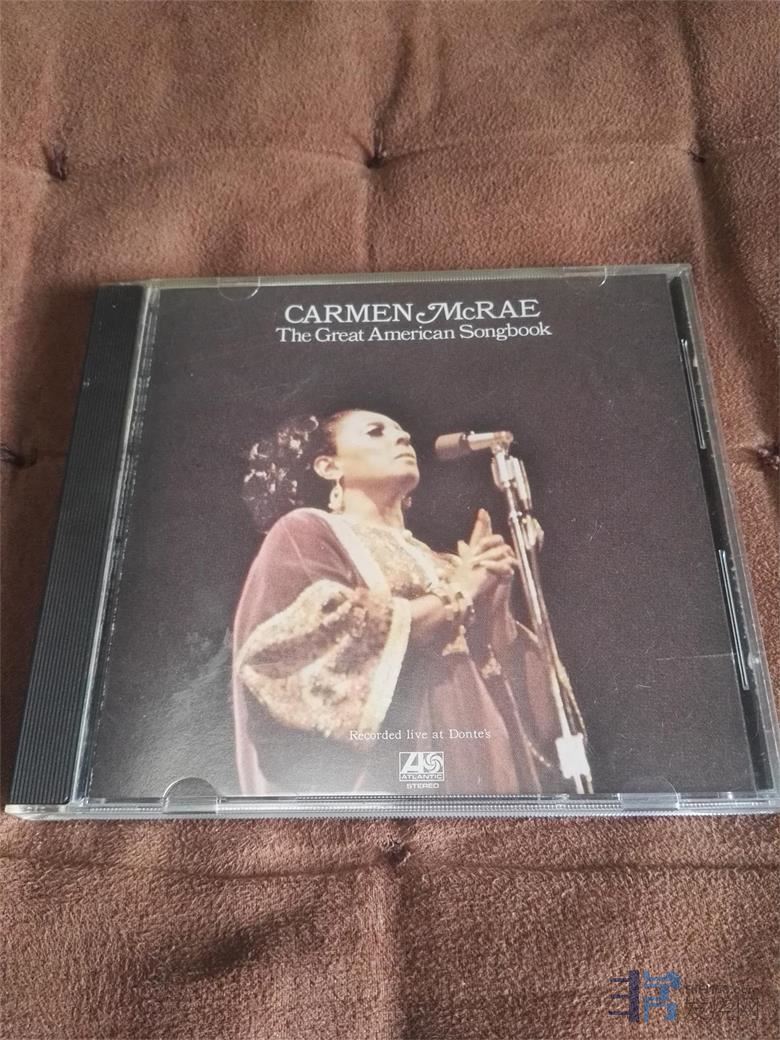 CARMEN McRAE
The Great American Songbook
Recorded live at Donte's
ATLANTIC
STEREO